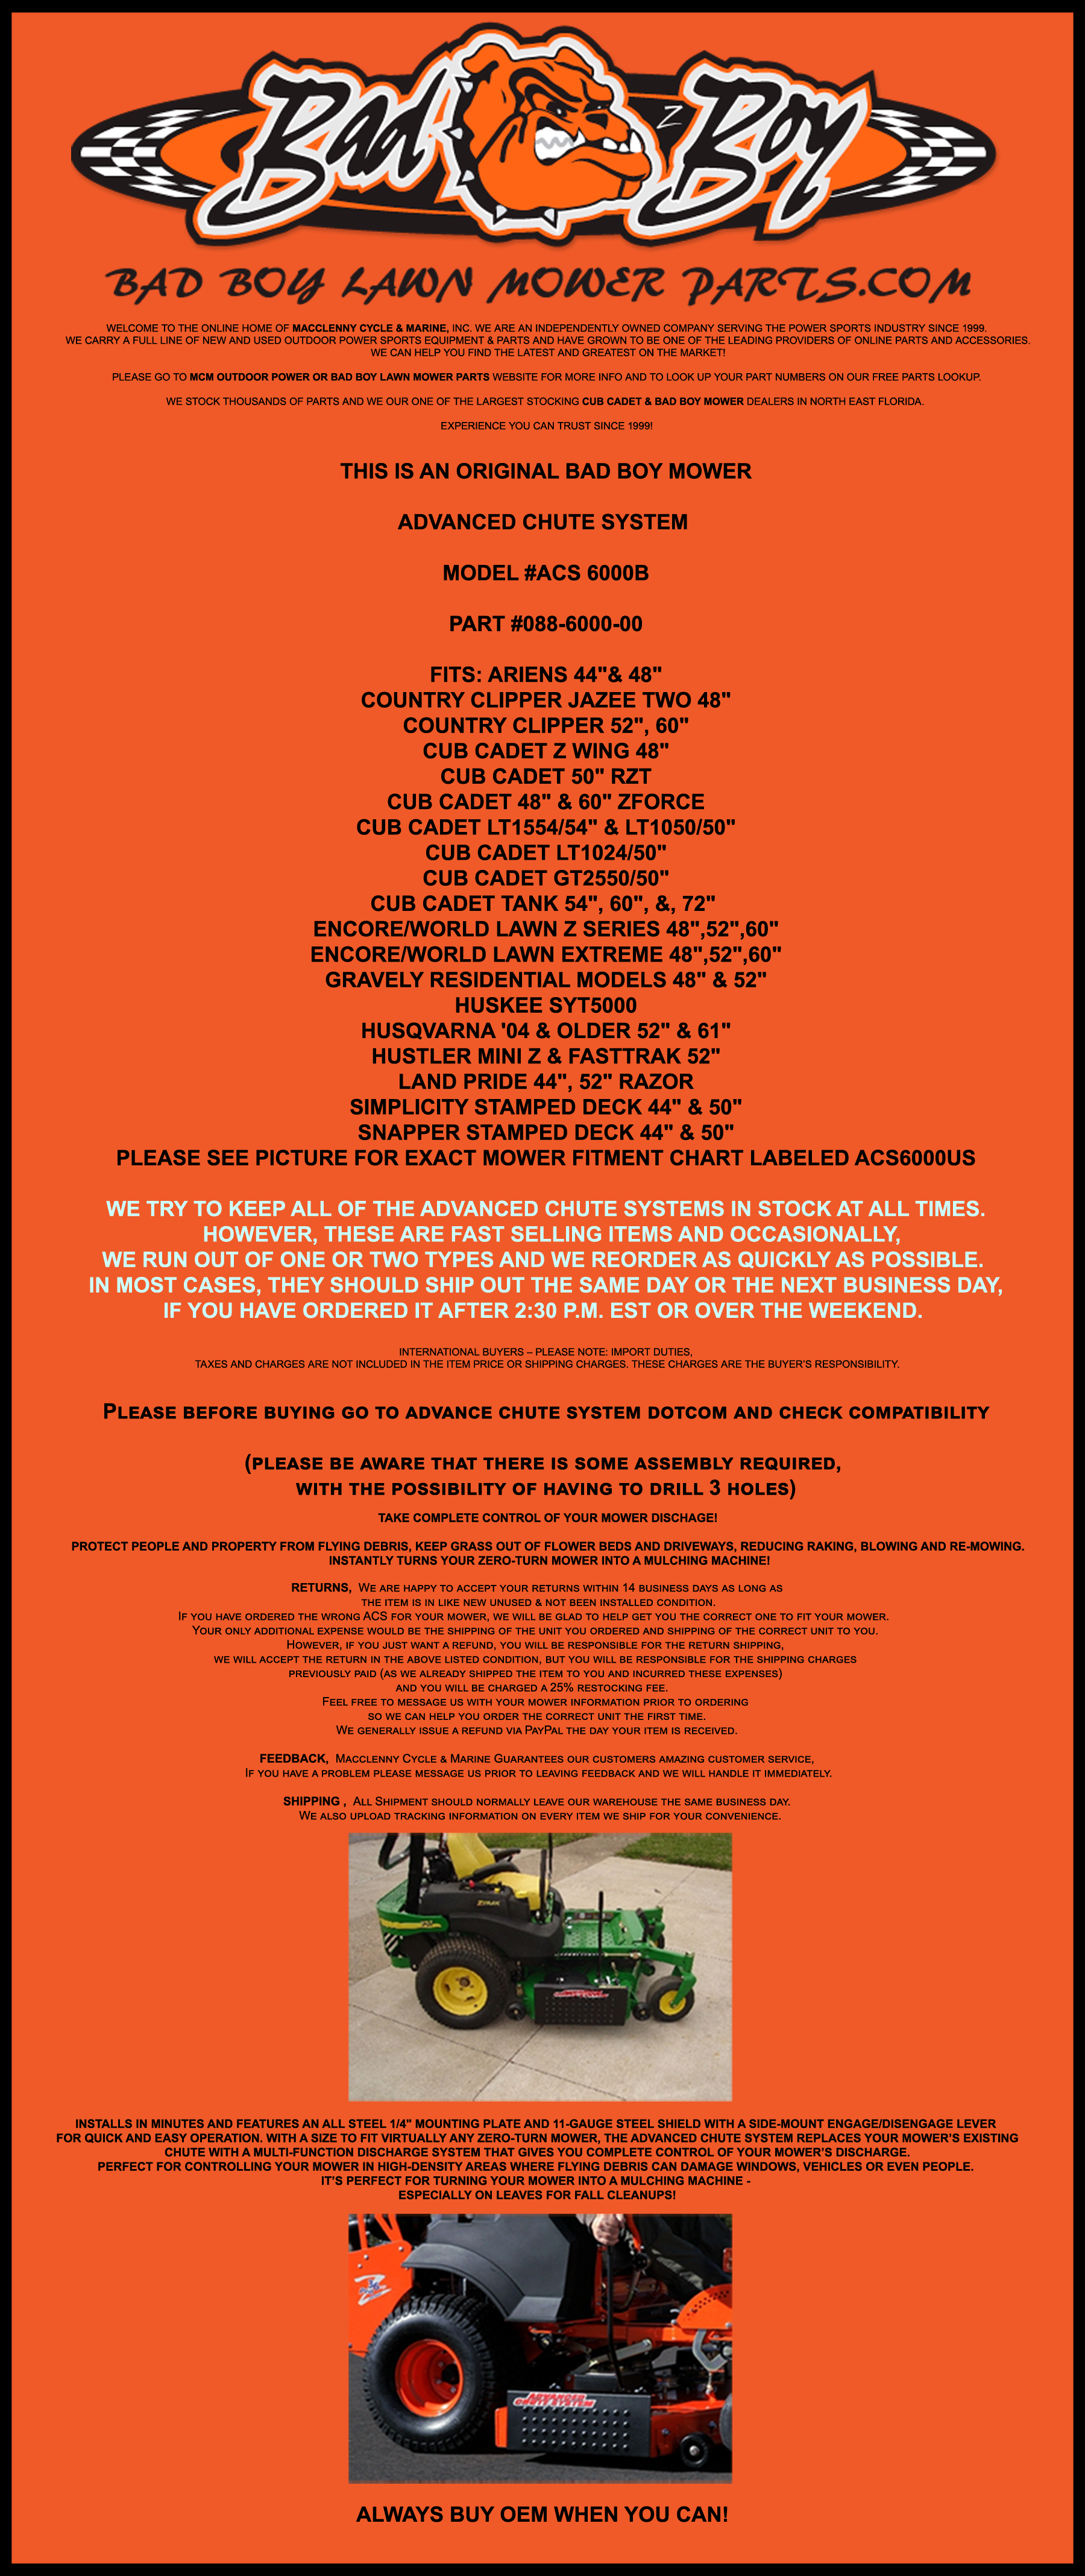 Bad Boy
Z
BAD BOY LAWN MOWER PARTS.COM
WELCOME TO THE ONLINE HOME OF MACCLENNY CYCLE & MARINE, INC. WE ARE AN INDEPENDENTLY OWNED COMPANY SERVING THE POWER SPORTS INDUSTRY SINCE 1999.
WE CARRY A FULL LINE OF NEW AND USED OUTDOOR POWER SPORTS EQUIPMENT & PARTS AND HAVE GROWN TO BE ONE OF THE LEADING PROVIDERS OF ONLINE PARTS AND ACCESSORIES.
WE CAN HELP YOU FIND THE LATEST AND GREATEST ON THE MARKET!
PLEASE GO TO MCM OUTDOOR POWER OR BAD BOY LAWN MOWER PARTS WEBSITE FOR MORE INFO AND TO LOOK UP YOUR PART NUMBERS ON OUR FREE PARTS LOOKUP.
WE STOCK THOUSANDS OF PARTS AND WE OUR ONE OF THE LARGEST STOCKING CUB CADET & BAD BOY MOWER DEALERS IN NORTH EAST FLORIDA.
EXPERIENCE YOU CAN TRUST SINCE 1999!
THIS IS AN ORIGINAL BAD BOY MOWER
ADVANCED CHUTE SYSTEM
MODEL #ACS 6000B
PART #088-6000-00
FITS: ARIENS 44"& 48"
COUNTRY CLIPPER JAZEE TWO 48"
COUNTRY CLIPPER 52", 60"
CUB CADET Z WING 48"
CUB CADET 50" RZT
CUB CADET 48" & 60" ZFORCE
CUB CADET LT1554/54" & LT1050/50"
CUB CADET LT1024/50"
CUB CADET GT2550/50"
CUB CADET TANK 54", 60", &, 72"
ENCORE/WORLD LAWN Z SERIES 48",52",60"
ENCORE/WORLD LAWN EXTREME 48",52",60"
GRAVELY RESIDENTIAL MODELS 48" & 52"
HUSKEE SYT5000
HUSQVARNA '04 & OLDER 52" & 61"
HUSTLER MINI Z & FASTTRAK 52"
LAND PRIDE 44", 52" RAZOR
SIMPLICITY STAMPED DECK 44" & 50"
SNAPPER STAMPED DECK 44" & 50"
PLEASE SEE PICTURE FOR EXACT MOWER FITMENT CHART LABELED ACS6000US
WE TRY TO KEEP ALL OF THE ADVANCED CHUTE SYSTEMS IN STOCK AT ALL TIMES.
HOWEVER, THESE ARE FAST SELLING ITEMS AND OCCASIONALLY,
WE RUN OUT OF ONE OR TWO TYPES AND WE REORDER AS QUICKLY AS POSSIBLE.
IN MOST CASES, THEY SHOULD SHIP OUT THE SAME DAY OR THE NEXT BUSINESS DAY,
IF YOU HAVE ORDERED IT AFTER 2:30 P.M. EST OR OVER THE WEEKEND.
INTERNATIONAL BUYERS – PLEASE NOTE: IMPORT DUTIES,
TAXES AND CHARGES ARE NOT INCLUDED IN THE ITEM PRICE OR SHIPPING CHARGES. THESE CHARGES ARE THE BUYER'S RESPONSIBILITY.
PLEASE BEFORE BUYING GO TO ADVANCE CHUTE SYSTEM DOTCOM AND CHECK COMPATIBILITY
(PLEASE BE AWARE THAT THERE IS SOME ASSEMBLY REQUIRED,
WITH THE POSSIBILITY OF HAVING TO DRILL 3 HOLES)
TAKE COMPLETE CONTROL OF YOUR MOWER DISCHAGE!
PROTECT PEOPLE AND PROPERTY FROM FLYING DEBRIS, KEEP GRASS OUT OF FLOWER BEDS AND DRIVEWAYS, REDUCING RAKING, BLOWING AND RE-MOWING.
INSTANTLY TURNS YOUR ZERO-TURN MOWER INTO A MULCHING MACHINE!
RETURNS, WE ARE HAPPY TO ACCEPT YOUR RETURNS WITHIN 14 BUSINESS DAYS AS LONG AS
THE ITEM IS IN LIKE NEW UNUSED & NOT BEEN INSTALLED CONDITION.
IF YOU HAVE ORDERED THE WRONG ACS FOR YOUR MOWER, WE WILL BE GLAD TO HELP GET YOU THE CORRECT ONE TO FIT YOUR MOWER.
YOUR ONLY ADDITIONAL EXPENSE WOULD BE THE SHIPPING OF THE UNIT YOU ORDERED AND SHIPPING OF THE CORRECT UNIT TO YOU.
HOWEVER, IF YOU JUST WANT A REFUND, YOU WILL BE RESPONSIBLE FOR THE RETURN SHIPPING,
WE WILL ACCEPT THE RETURN IN THE ABOVE LISTED CONDITION, BUT YOU WILL BE RESPONSIBLE FOR THE SHIPPING CHARGES
PREVIOUSLY PAID (AS WE ALREADY SHIPPED THE ITEM TO YOU AND INCURRED THESE EXPENSES)
AND YOU WILL BE CHARGED A 25% RESTOCKING FEE.
FEEL FREE TO MESSAGE US WITH YOUR MOWER INFORMATION PRIOR TO ORDERING
SO WE CAN HELP YOU ORDER THE CORRECT UNIT THE FIRST TIME.
WE GENERALLY ISSUE A REFUND VIA PAYPAL THE DAY YOUR ITEM IS RECEIVED.
FEEDBACK, MACCLENNY CYCLE & MARINE GUARANTEES OUR CUSTOMERS AMAZING CUSTOMER SERVICE,
IF YOU HAVE A PROBLEM PLEASE MESSAGE US PRIOR TO LEAVING FEEDBACK AND WE WILL HANDLE IT IMMEDIATELY.
SHIPPING , ALL SHIPMENT SHOULD NORMALLY LEAVE OUR WAREHOUSE THE SAME BUSINESS DAY.
WE ALSO UPLOAD TRACKING INFORMATION ON EVERY ITEM WE SHIP FOR YOUR CONVENIENCE.
INSTALLS IN MINUTES AND FEATURES AN ALL STEEL 1/4" MOUNTING PLATE AND 11-GAUGE STEEL SHIELD WITH A SIDE-MOUNT ENGAGE/DISENGAGE LEVER
FOR QUICK AND EASY OPERATION. WITH A SIZE TO FIT VIRTUALLY ANY ZERO-TURN MOWER, THE ADVANCED CHUTE SYSTEM REPLACES YOUR MOWER'S EXISTING
CHUTE WITH A MULTI-FUNCTION DISCHARGE SYSTEM THAT GIVES YOU COMPLETE CONTROL OF YOUR MOWER'S DISCHARGE.
PERFECT FOR CONTROLLING YOUR MOWER IN HIGH-DENSITY AREAS WHERE FLYING DEBRIS CAN DAMAGE WINDOWS, VEHICLES OR EVEN PEOPLE.
IT'S PERFECT FOR TURNING YOUR MOWER INTO A MULCHING MACHINE -
ESPECIALLY ON LEAVES FOR FALL CLEANUPS!
ADVANCED
CHUTE SYSTEM
ALWAYS BUY OEM WHEN YOU CAN!